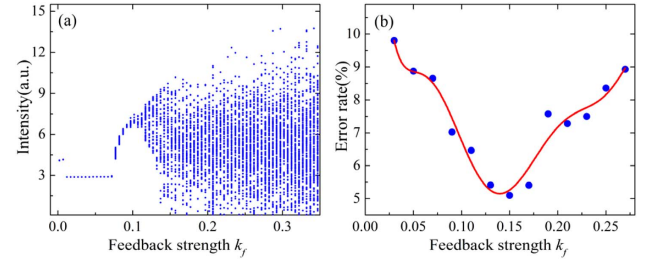 (a)
15
12
9
6
3
Intensity(a.u.)
0.0 0.1 0.2 0.3
Feedback strength k_f
(b)
10
9
8
7
6
5
Error rate(%)
0.00 0.05 0.10 0.15 0.20 0.25
Feedback strength k_f